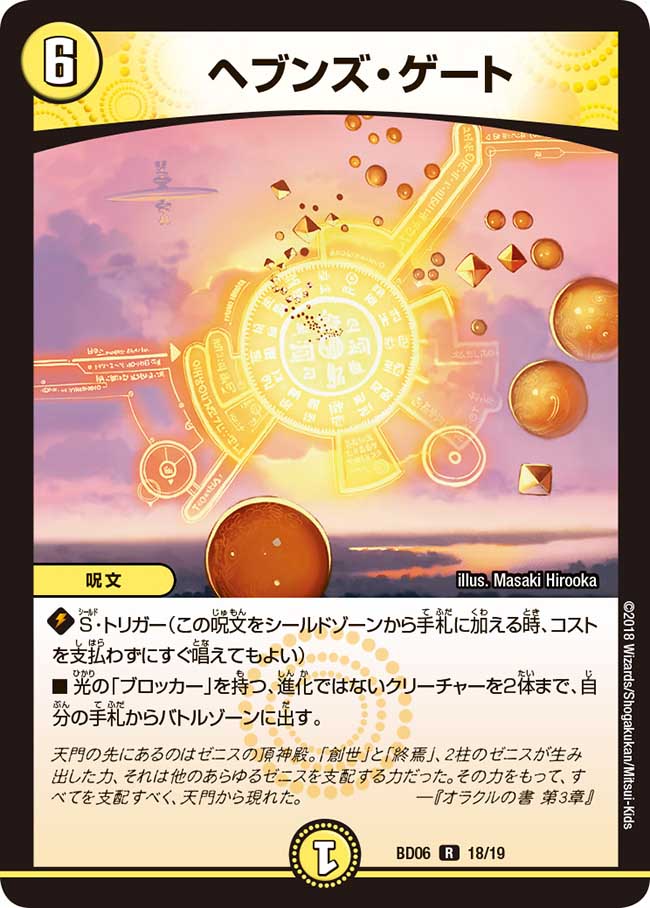 6
ヘブンズ・ゲート
呪文
illus. Masaki Hirooka
S・トリガー(この呪文をシールドゾーンから手札に加える時、コスト
を支払わずにすぐ唱えてもよい)
■ 光の「ブロッカー」を持つ、進化ではないクリーチャーを2体まで、自
分の手札からバトルゾーンに出す。
天門の先にあるのはゼニスの頂神殿。「創世」と「終焉」、2柱のゼニスが生み
出した力、それは他のあらゆるゼニスを支配する力だった。その力をもって、す
べてを支配すべく、天門から現れた。 ―『オラクルの書 第3章』
1
BD06 R 18/19
©2018 Wizards/Shogakukan/Mitsui-Kids